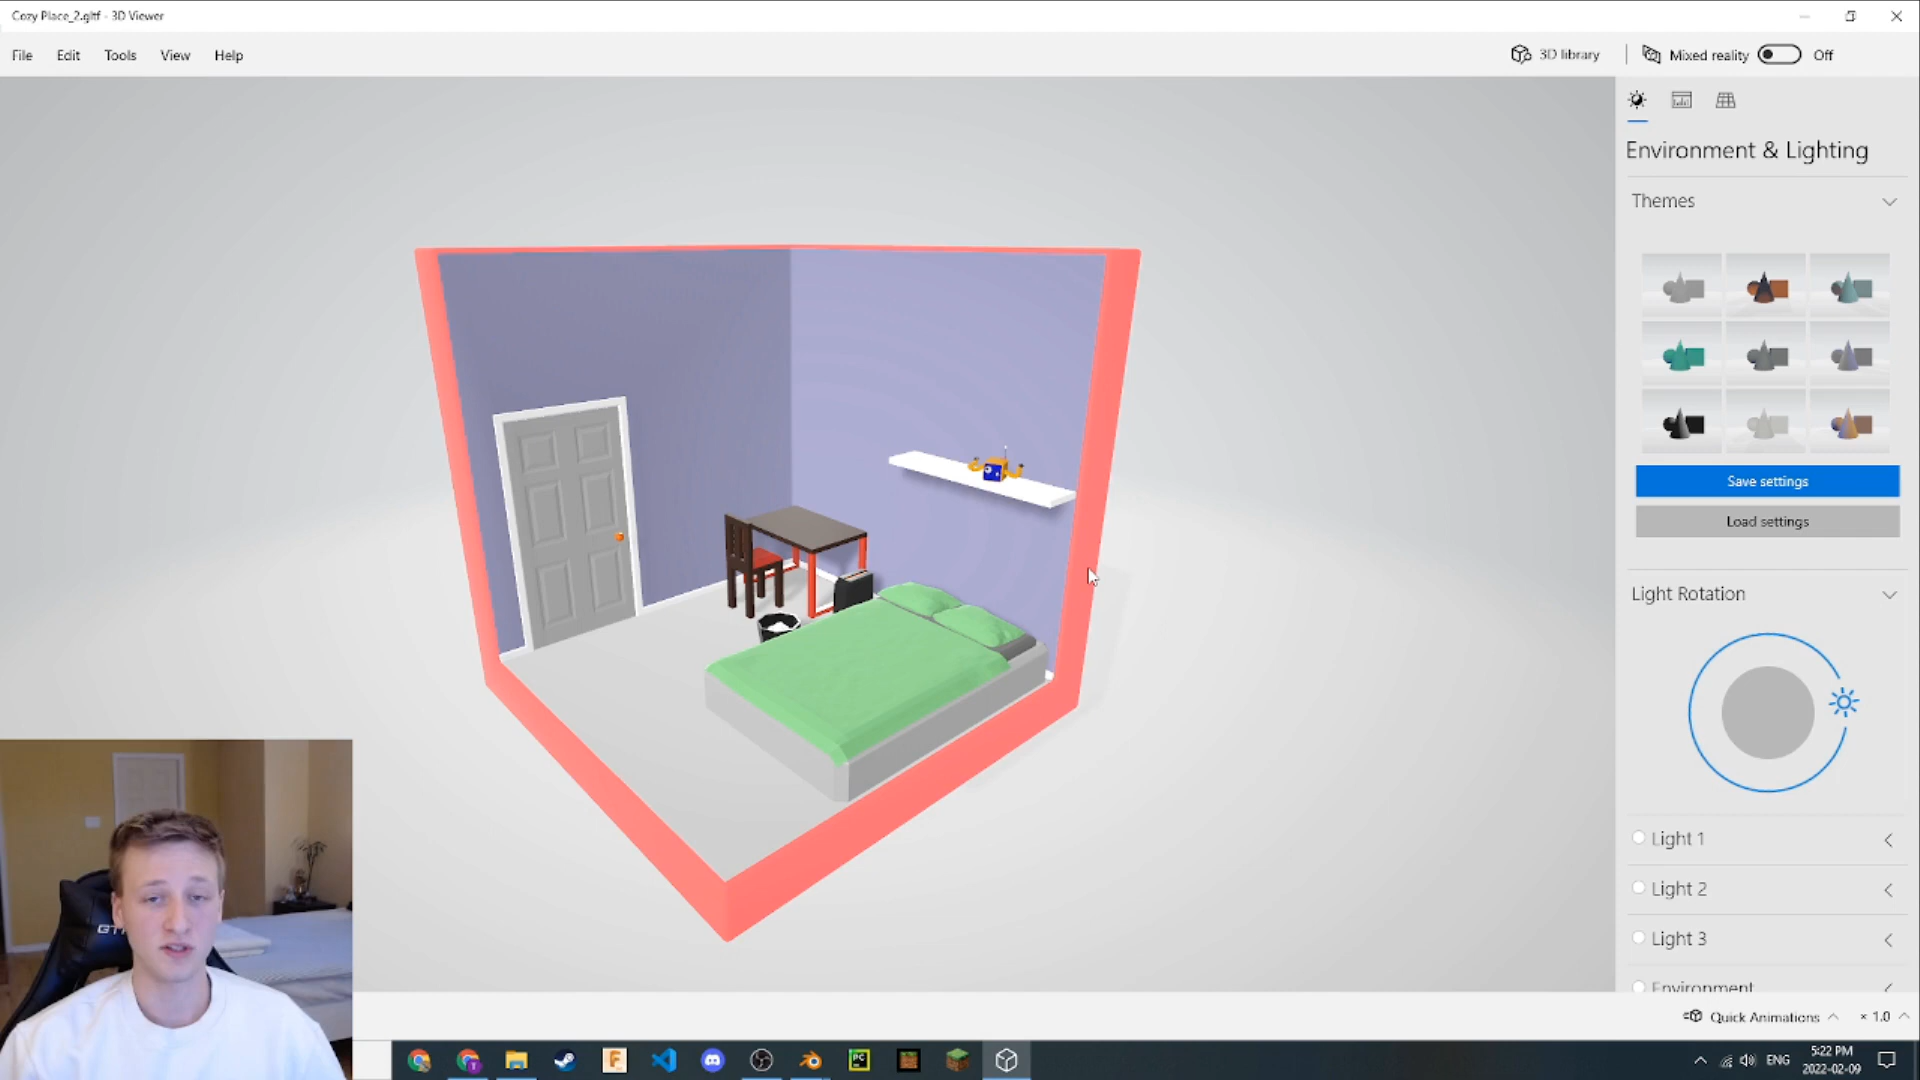 Cozy Place_2.gltf - 3D Viewer
File Edit Tools View Help
3D library Mixed reality Off
Environment & Lighting
Themes
Save settings
Load settings
Light Rotation
Light 1
Light 2
Light 3
Environment
Quick Animations × 1.0
GT
PC
F
ENG
5:22 PM
2022-02-09